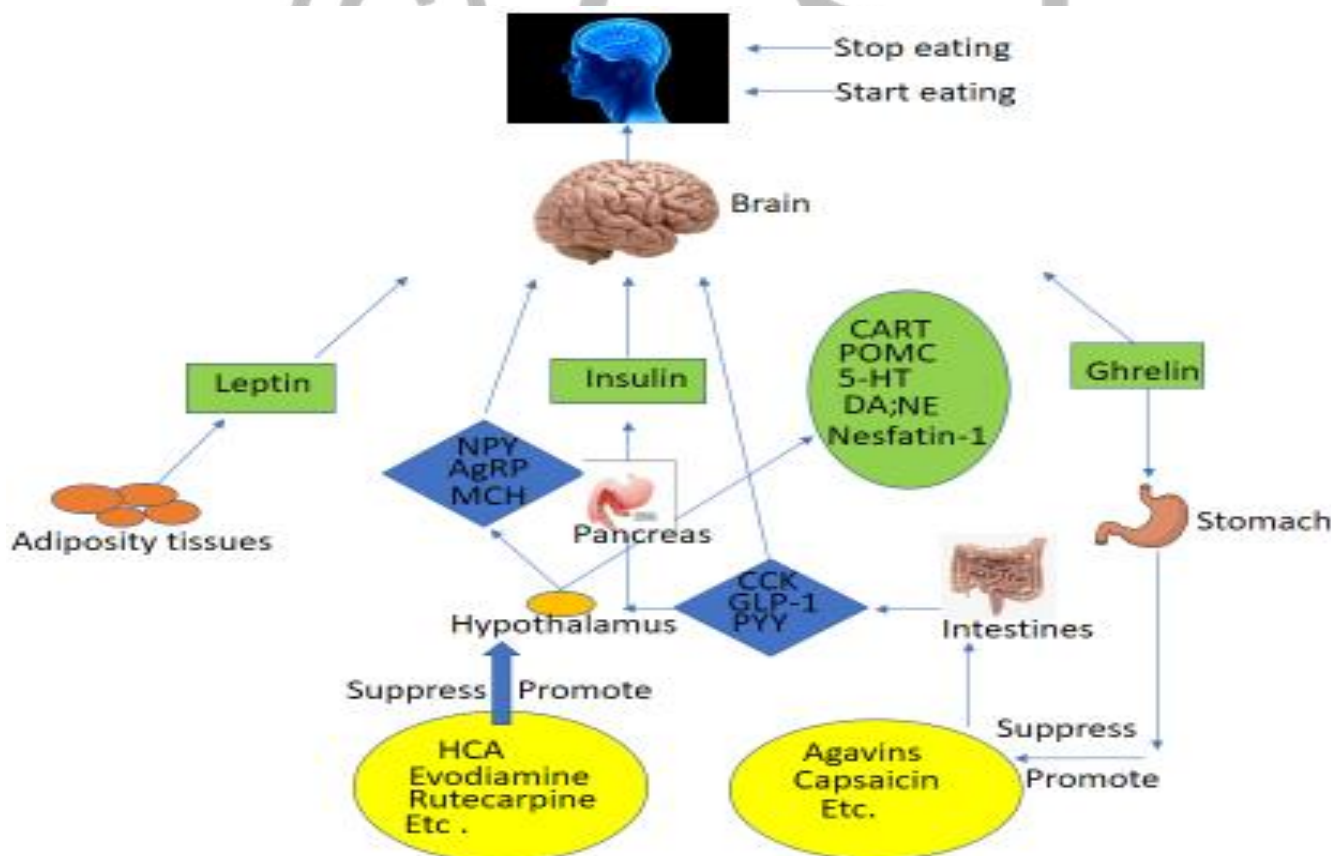 Stop eating
Start eating
Brain
Leptin
Insulin
CART
POMC
5-HT
DA;NE
Nesfatin-1
Ghrelin
NPY
AgRP
MCH
Pancreas
Adiposity tissues
Stomach
CCK
GLP-1
PYY
Hypothalamus
Intestines
Suppress Promote
HCA
Evodiamine
Rutecarpine
Etc .
Agavins
Capsaicin
Etc.
Suppress
Promote